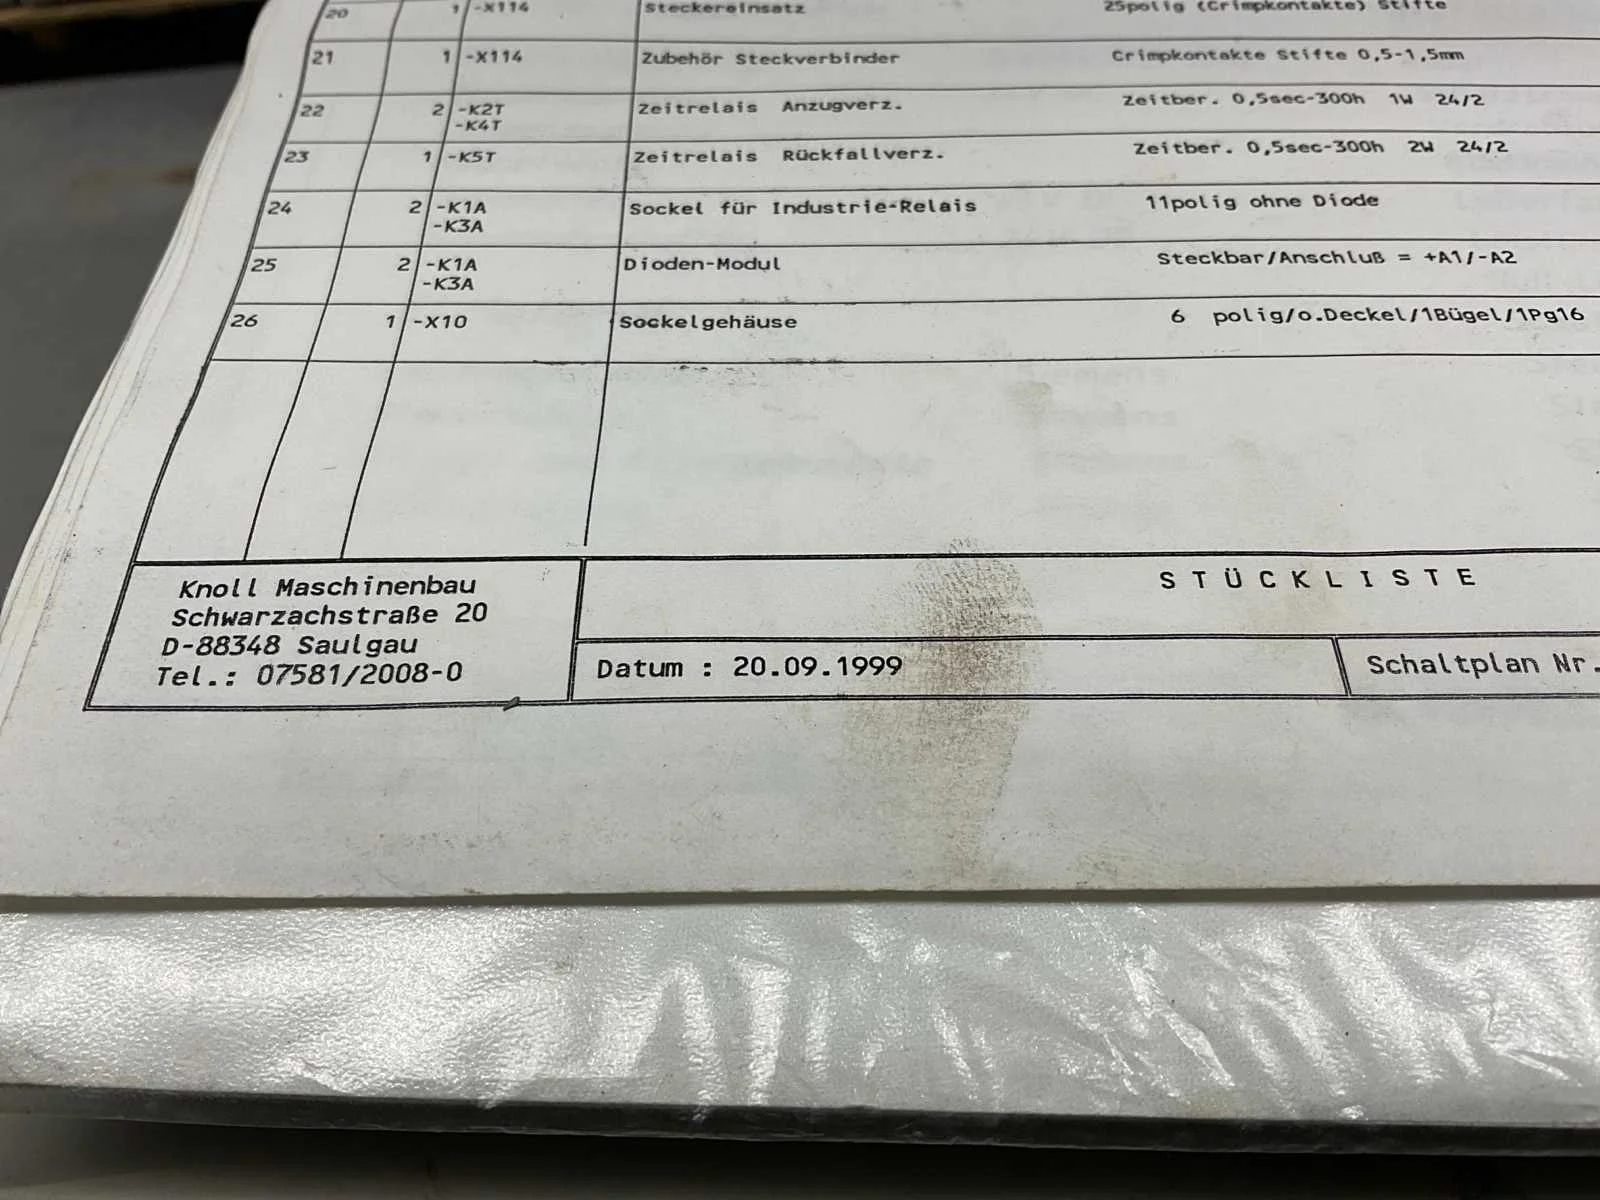 20 1 -X114 Steckereinsatz 25polig (Crimpkontakte) Stifte
21 1 -X114 Zubehör Steckverbinder Crimpkontakte Stifte 0,5-1,5mm
22 2 -K2T Zeitrelais Anzugverz. Zeitber. 0,5sec-300h 1W 24/2
-K4T
23 1 -K5T Zeitrelais Rückfallverz. Zeitber. 0,5sec-300h 2W 24/2
24 2 -K1A Sockel für Industrie-Relais 11polig ohne Diode
-K3A
25 2 -K1A Dioden-Modul Steckbar/Anschluß = +A1/-A2
-K3A
26 1 -X10 Sockelgehäuse 6 polig/o.Deckel/1Bügel/1Pg16
Knoll Maschinenbau
Schwarzachstraße 20
D-88348 Saulgau
Tel.: 07581/2008-0
STÜCKLISTE
Datum : 20.09.1999
Schaltplan Nr.